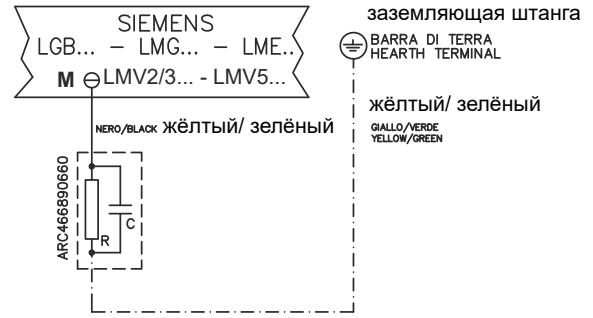 SIEMENS
LGB... – LMG... – LME..
M LMV2/3... - LMV5...
заземляющая штанга
BARRA DI TERRA
HEARTH TERMINAL
NERO/BLACK жёлтый/ зелёный
жёлтый/ зелёный
GIALLO/VERDE
YELLOW/GREEN
ARC466890660
R
C